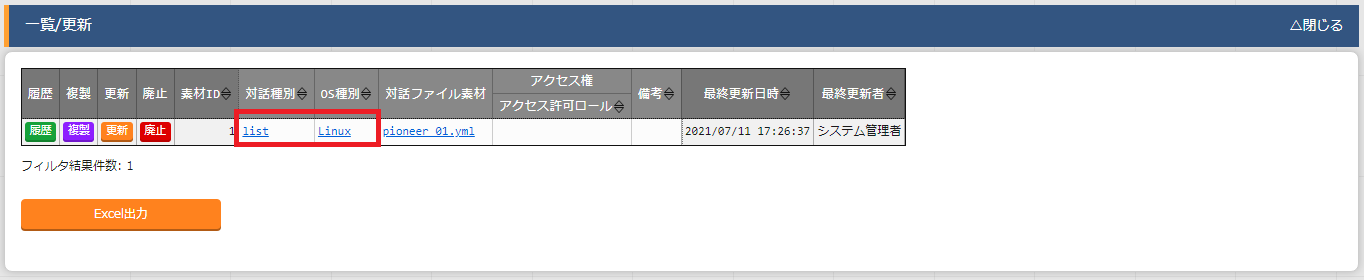 一覧/更新 △閉じる
アクセス権
履歴 複製 更新 廃止 素材ID 対話種別 OS種別 対話ファイル素材 アクセス許可ロール 備考 最終更新日時 最終更新者
履歴 複製 更新 廃止 1 list Linux pioneer_01.yml 2021/07/11 17:26:37 システム管理者
フィルタ結果件数: 1
Excel出力